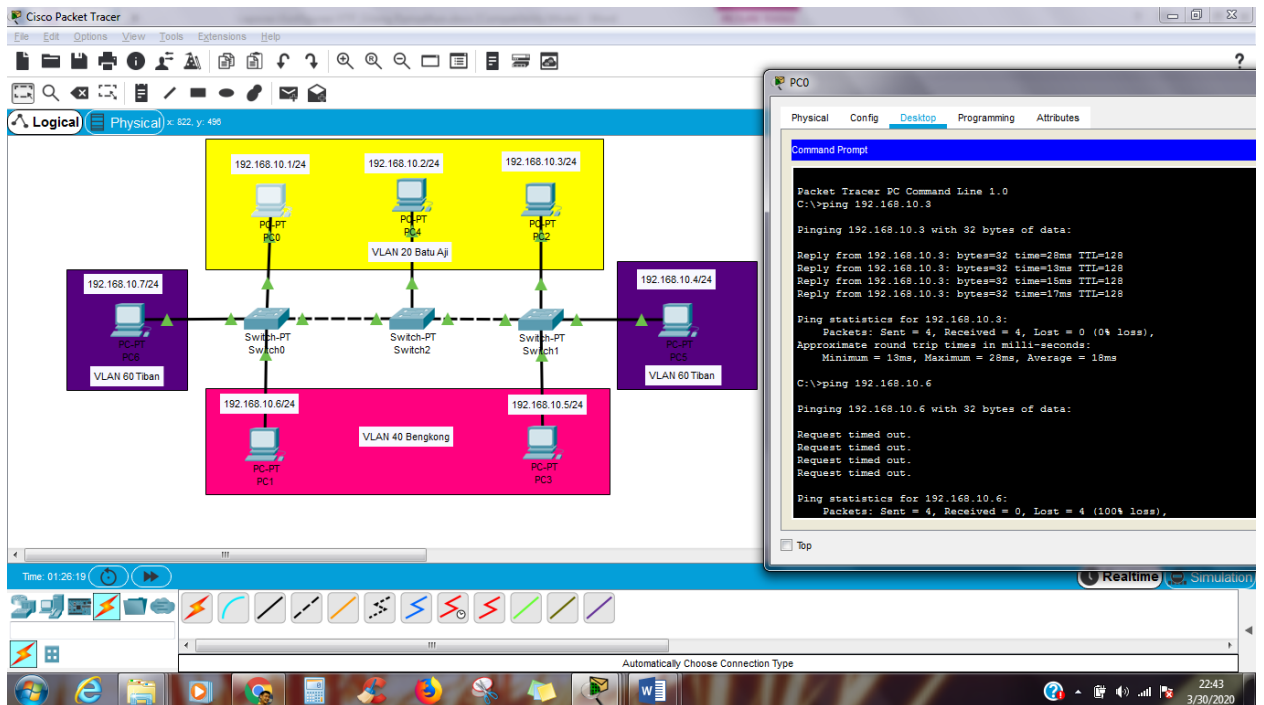 Cisco Packet Tracer
File Edit Options View Tools Extensions Help
?
Logical Physical x: 822, y: 496
192.168.10.1/24
192.168.10.2/24
192.168.10.3/24
PC-PT
PC0
PC-PT
PC4
PC-PT
PC2
VLAN 20 Batu Aji
192.168.10.7/24
PC-PT
PC6
VLAN 60 Tiban
Switch-PT
Switch0
Switch-PT
Switch2
Switch-PT
Switch1
192.168.10.4/24
PC-PT
PC5
VLAN 60 Tiban
192.168.10.6/24
VLAN 40 Bengkong
192.168.10.5/24
PC-PT
PC1
PC-PT
PC3
PC0
Physical Config Desktop Programming Attributes
Command Prompt
Packet Tracer PC Command Line 1.0
C:\>ping 192.168.10.3
Pinging 192.168.10.3 with 32 bytes of data:
Reply from 192.168.10.3: bytes=32 time=28ms TTL=128
Reply from 192.168.10.3: bytes=32 time=13ms TTL=128
Reply from 192.168.10.3: bytes=32 time=15ms TTL=128
Reply from 192.168.10.3: bytes=32 time=17ms TTL=128
Ping statistics for 192.168.10.3:
Packets: Sent = 4, Received = 4, Lost = 0 (0% loss),
Approximate round trip times in milli-seconds:
Minimum = 13ms, Maximum = 28ms, Average = 18ms
C:\>ping 192.168.10.6
Pinging 192.168.10.6 with 32 bytes of data:
Request timed out.
Request timed out.
Request timed out.
Request timed out.
Ping statistics for 192.168.10.6:
Packets: Sent = 4, Received = 0, Lost = 4 (100% loss),
Top
Time: 01:26:19
Realtime Simulation
Automatically Choose Connection Type
22:43
3/30/2020